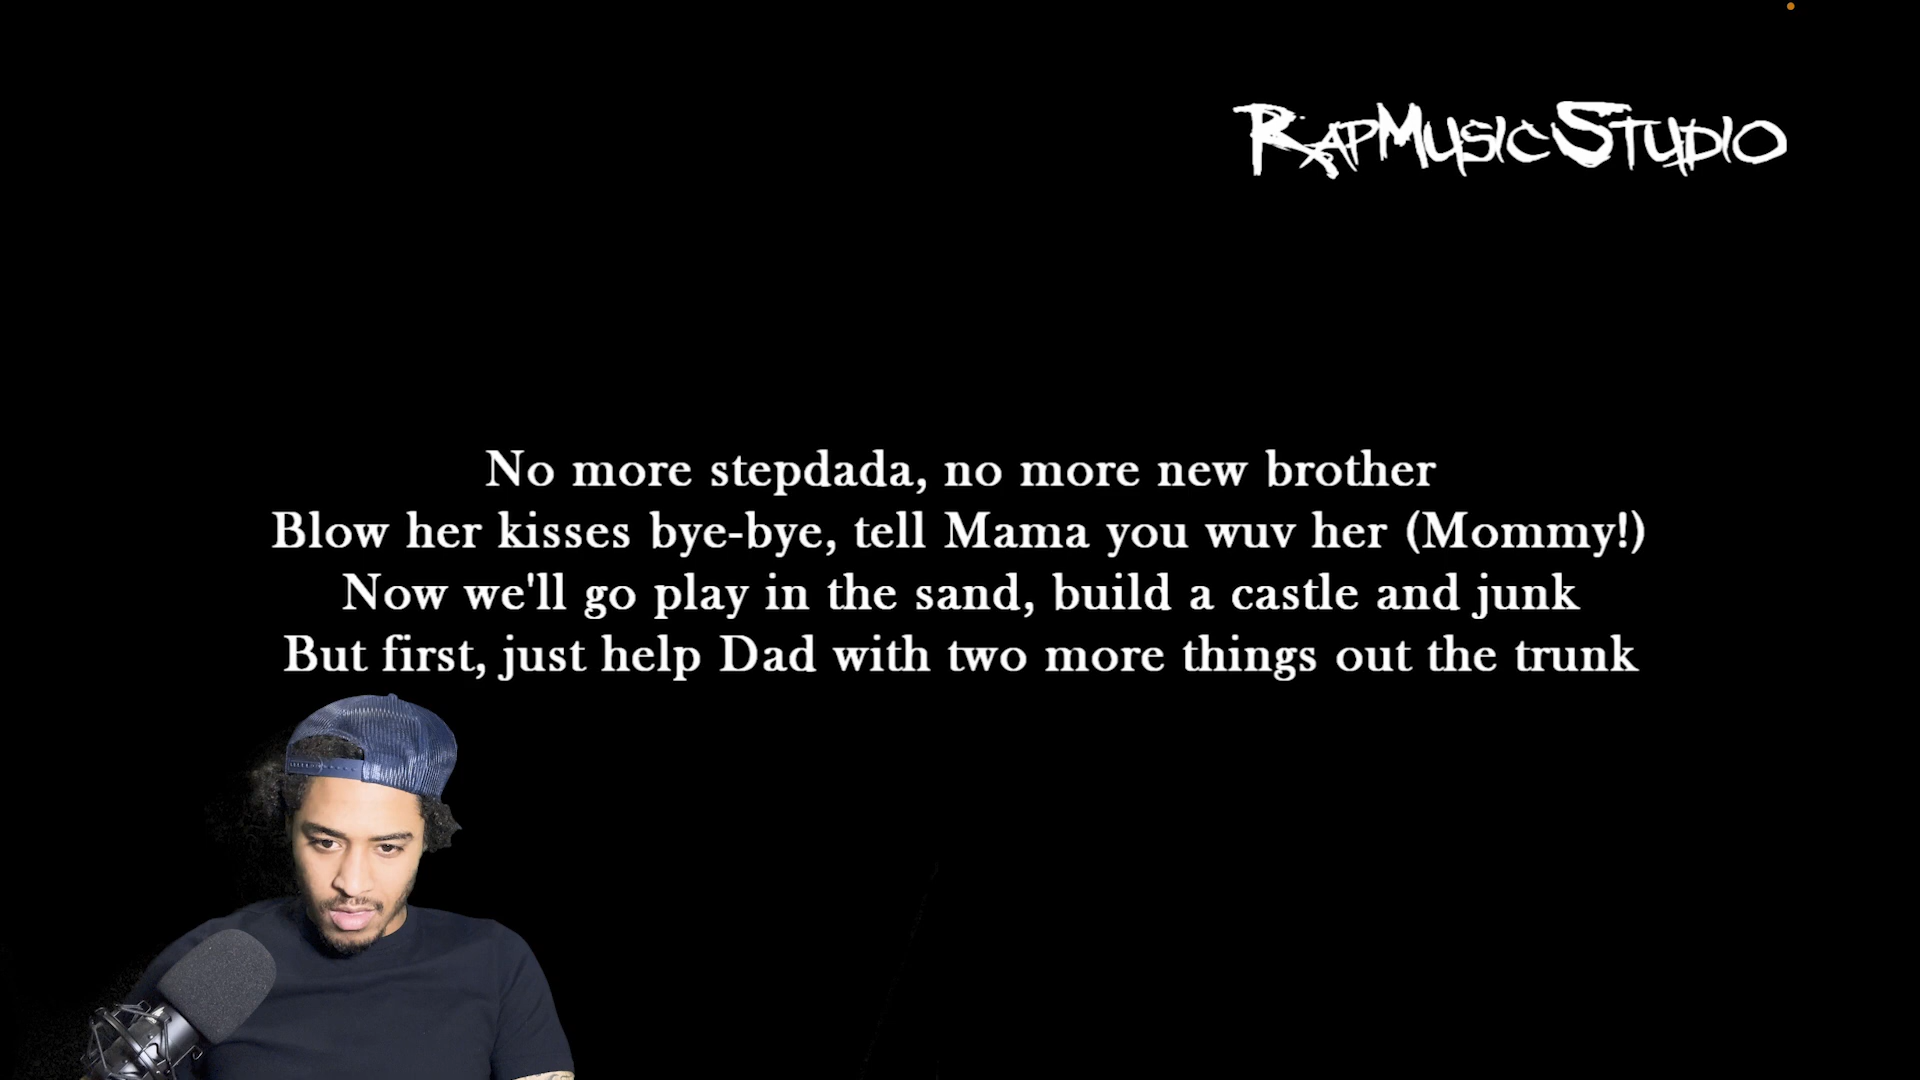 RapMusicStudio
No more stepdada, no more new brother
Blow her kisses bye-bye, tell Mama you wuv her (Mommy!)
Now we'll go play in the sand, build a castle and junk
But first, just help Dad with two more things out the trunk